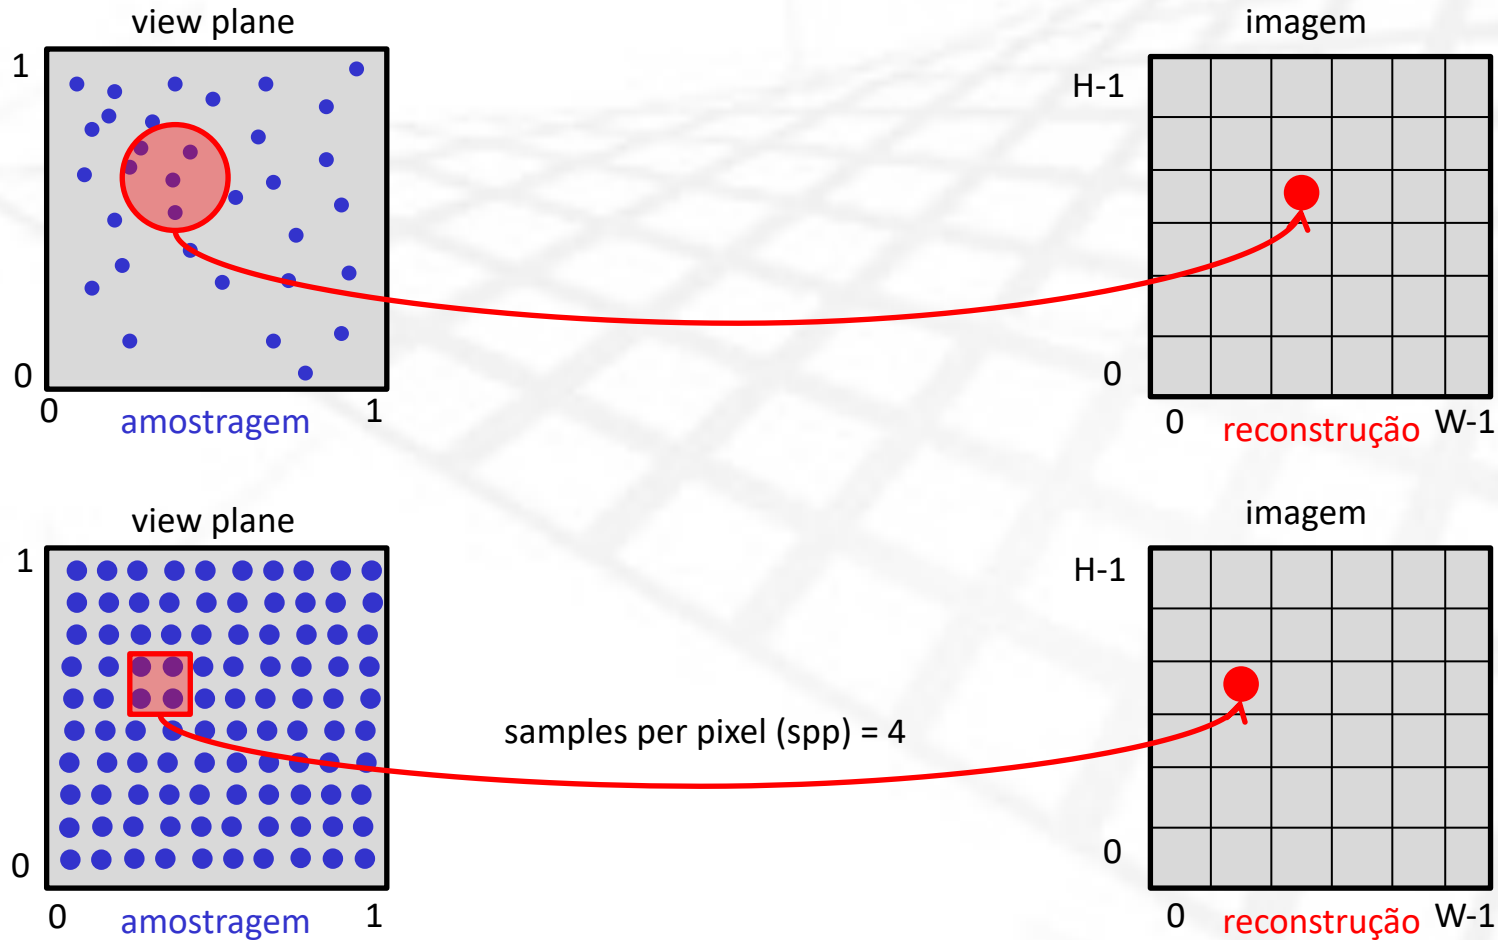 view plane
imagem
1
H-1
0
0
0
amostragem
1
0
reconstrução
W-1
view plane
imagem
1
H-1
samples per pixel (spp) = 4
0
0
0
amostragem
1
0
reconstrução
W-1